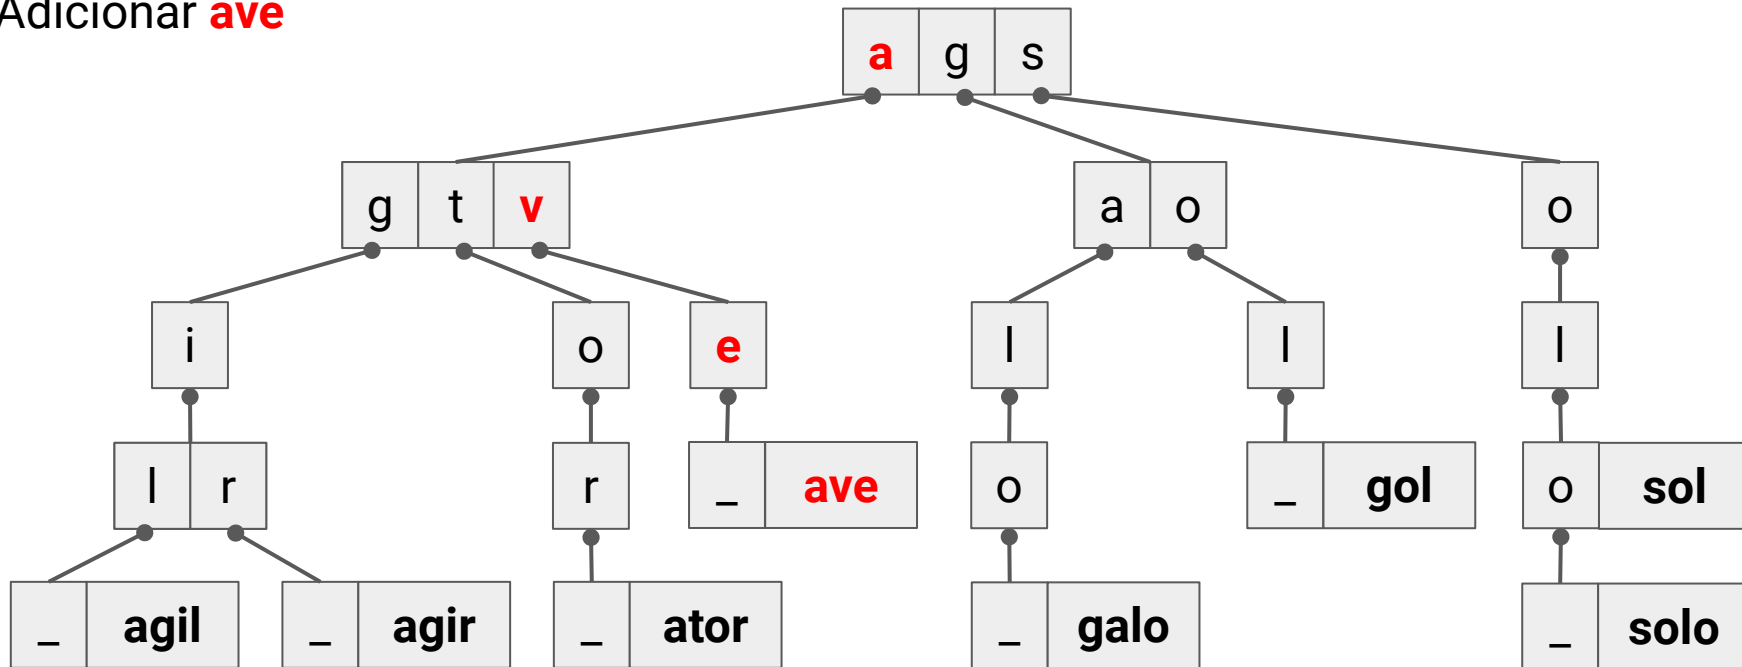 Adicionar ave
a g s
g t v a o o
i o e l l l
l r r _ ave o _ gol o sol
_ agil _ agir _ ator _ galo _ solo